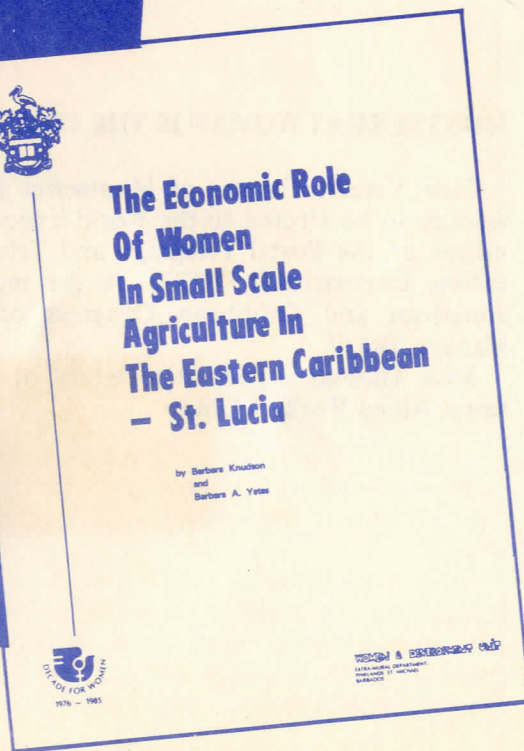 The Economic Role
Of Women
In Small Scale
Agriculture In
The Eastern Caribbean
— St. Lucia
by Barbara Knudson
and
Barbara A. Yates
DECADE FOR WOMEN
1976 — 1985
WOMEN & DEVELOPMENT UNIT
EXTRA-MURAL DEPARTMENT
PINELANDS ST. MICHAEL
BARBADOS